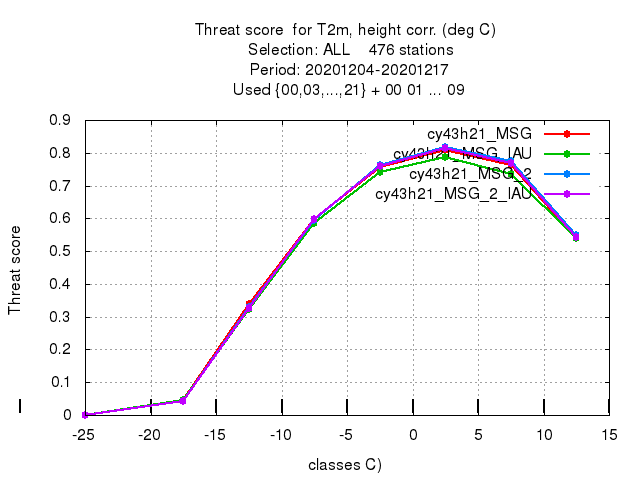 Threat score for T2m, height corr. (deg C)
Selection: ALL 476 stations
Period: 20201204-20201217
Used {00,03,...,21} + 00 01 ... 09
cy43h21_MSG
cy43h21_MSG_IAU
cy43h21_MSG_2
cy43h21_MSG_2_IAU
Threat score
0.9
0.8
0.7
0.6
0.5
0.4
0.3
0.2
0.1
0
-25 -20 -15 -10 -5 0 5 10 15
classes C)